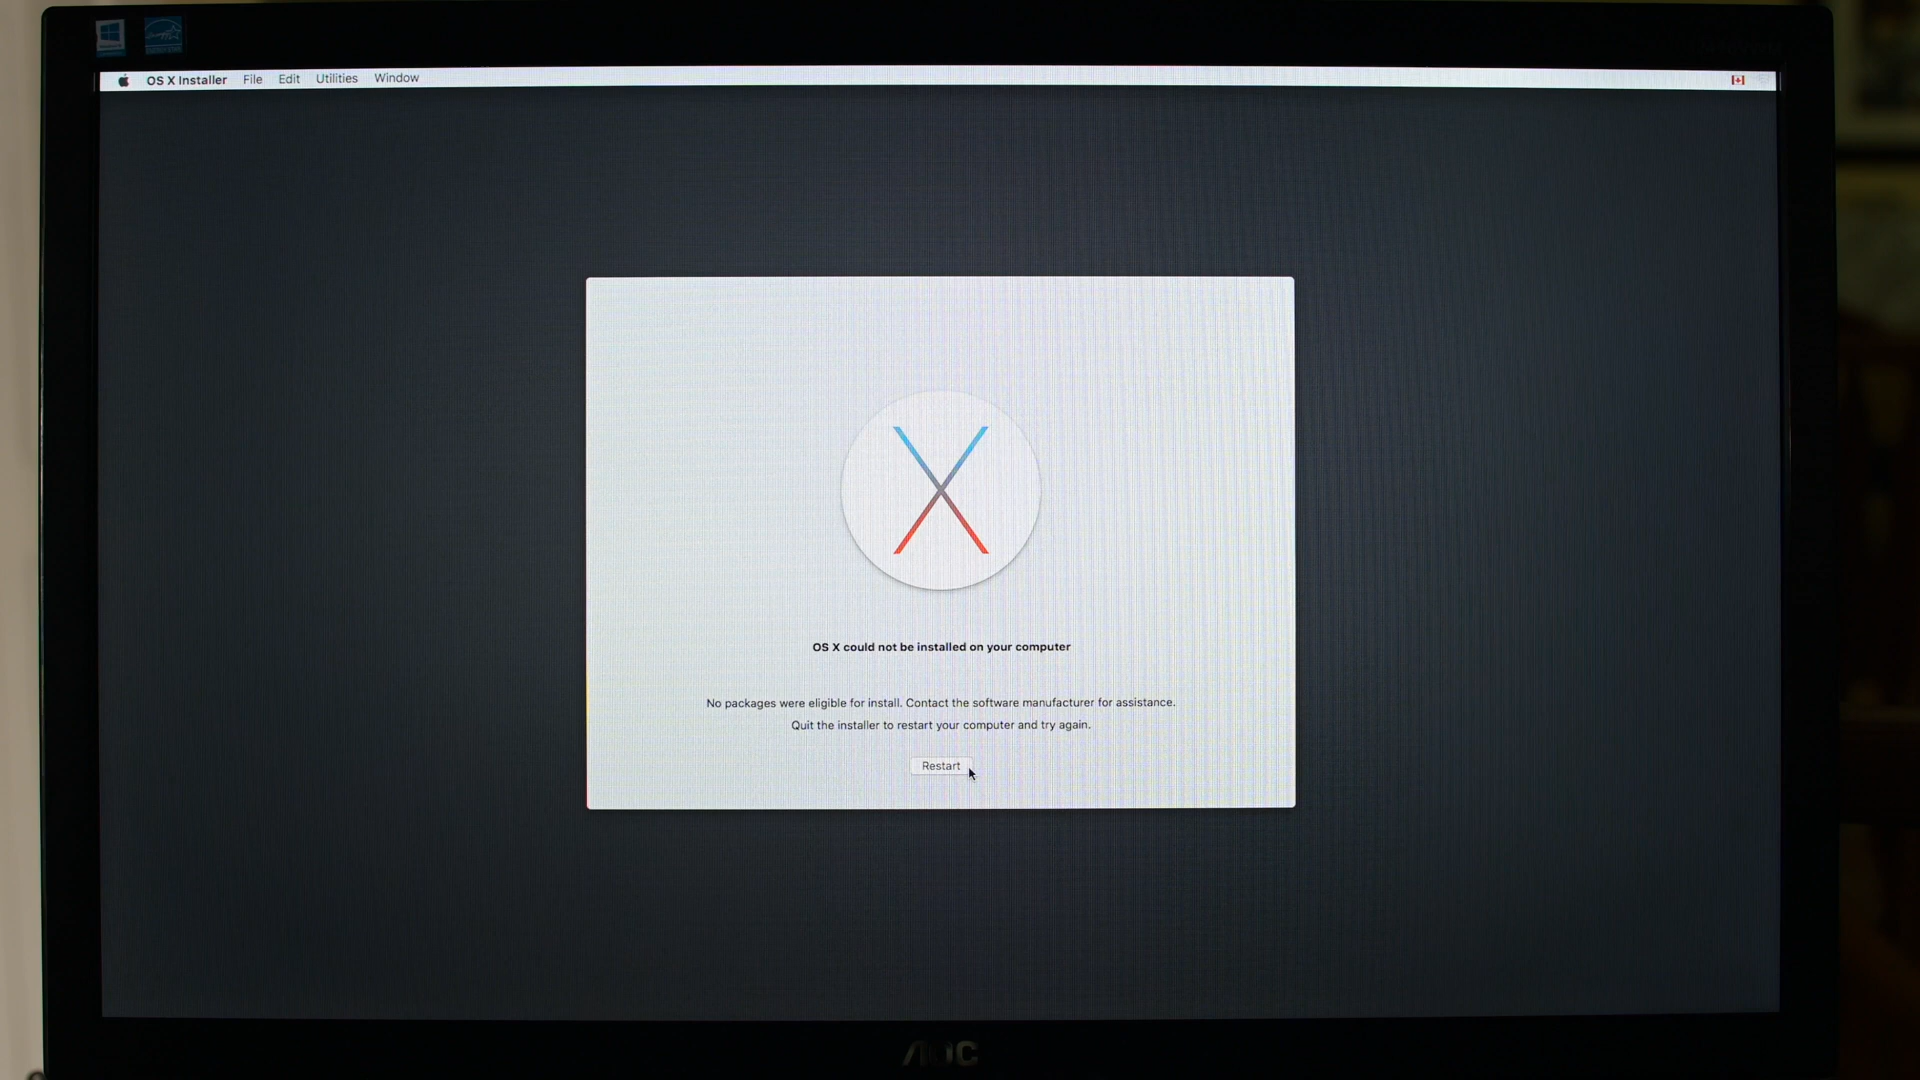 OS X Installer File Edit Utilities Window
OS X could not be installed on your computer
No packages were eligible for install. Contact the software manufacturer for assistance.
Quit the installer to restart your computer and try again.
Restart
AOC